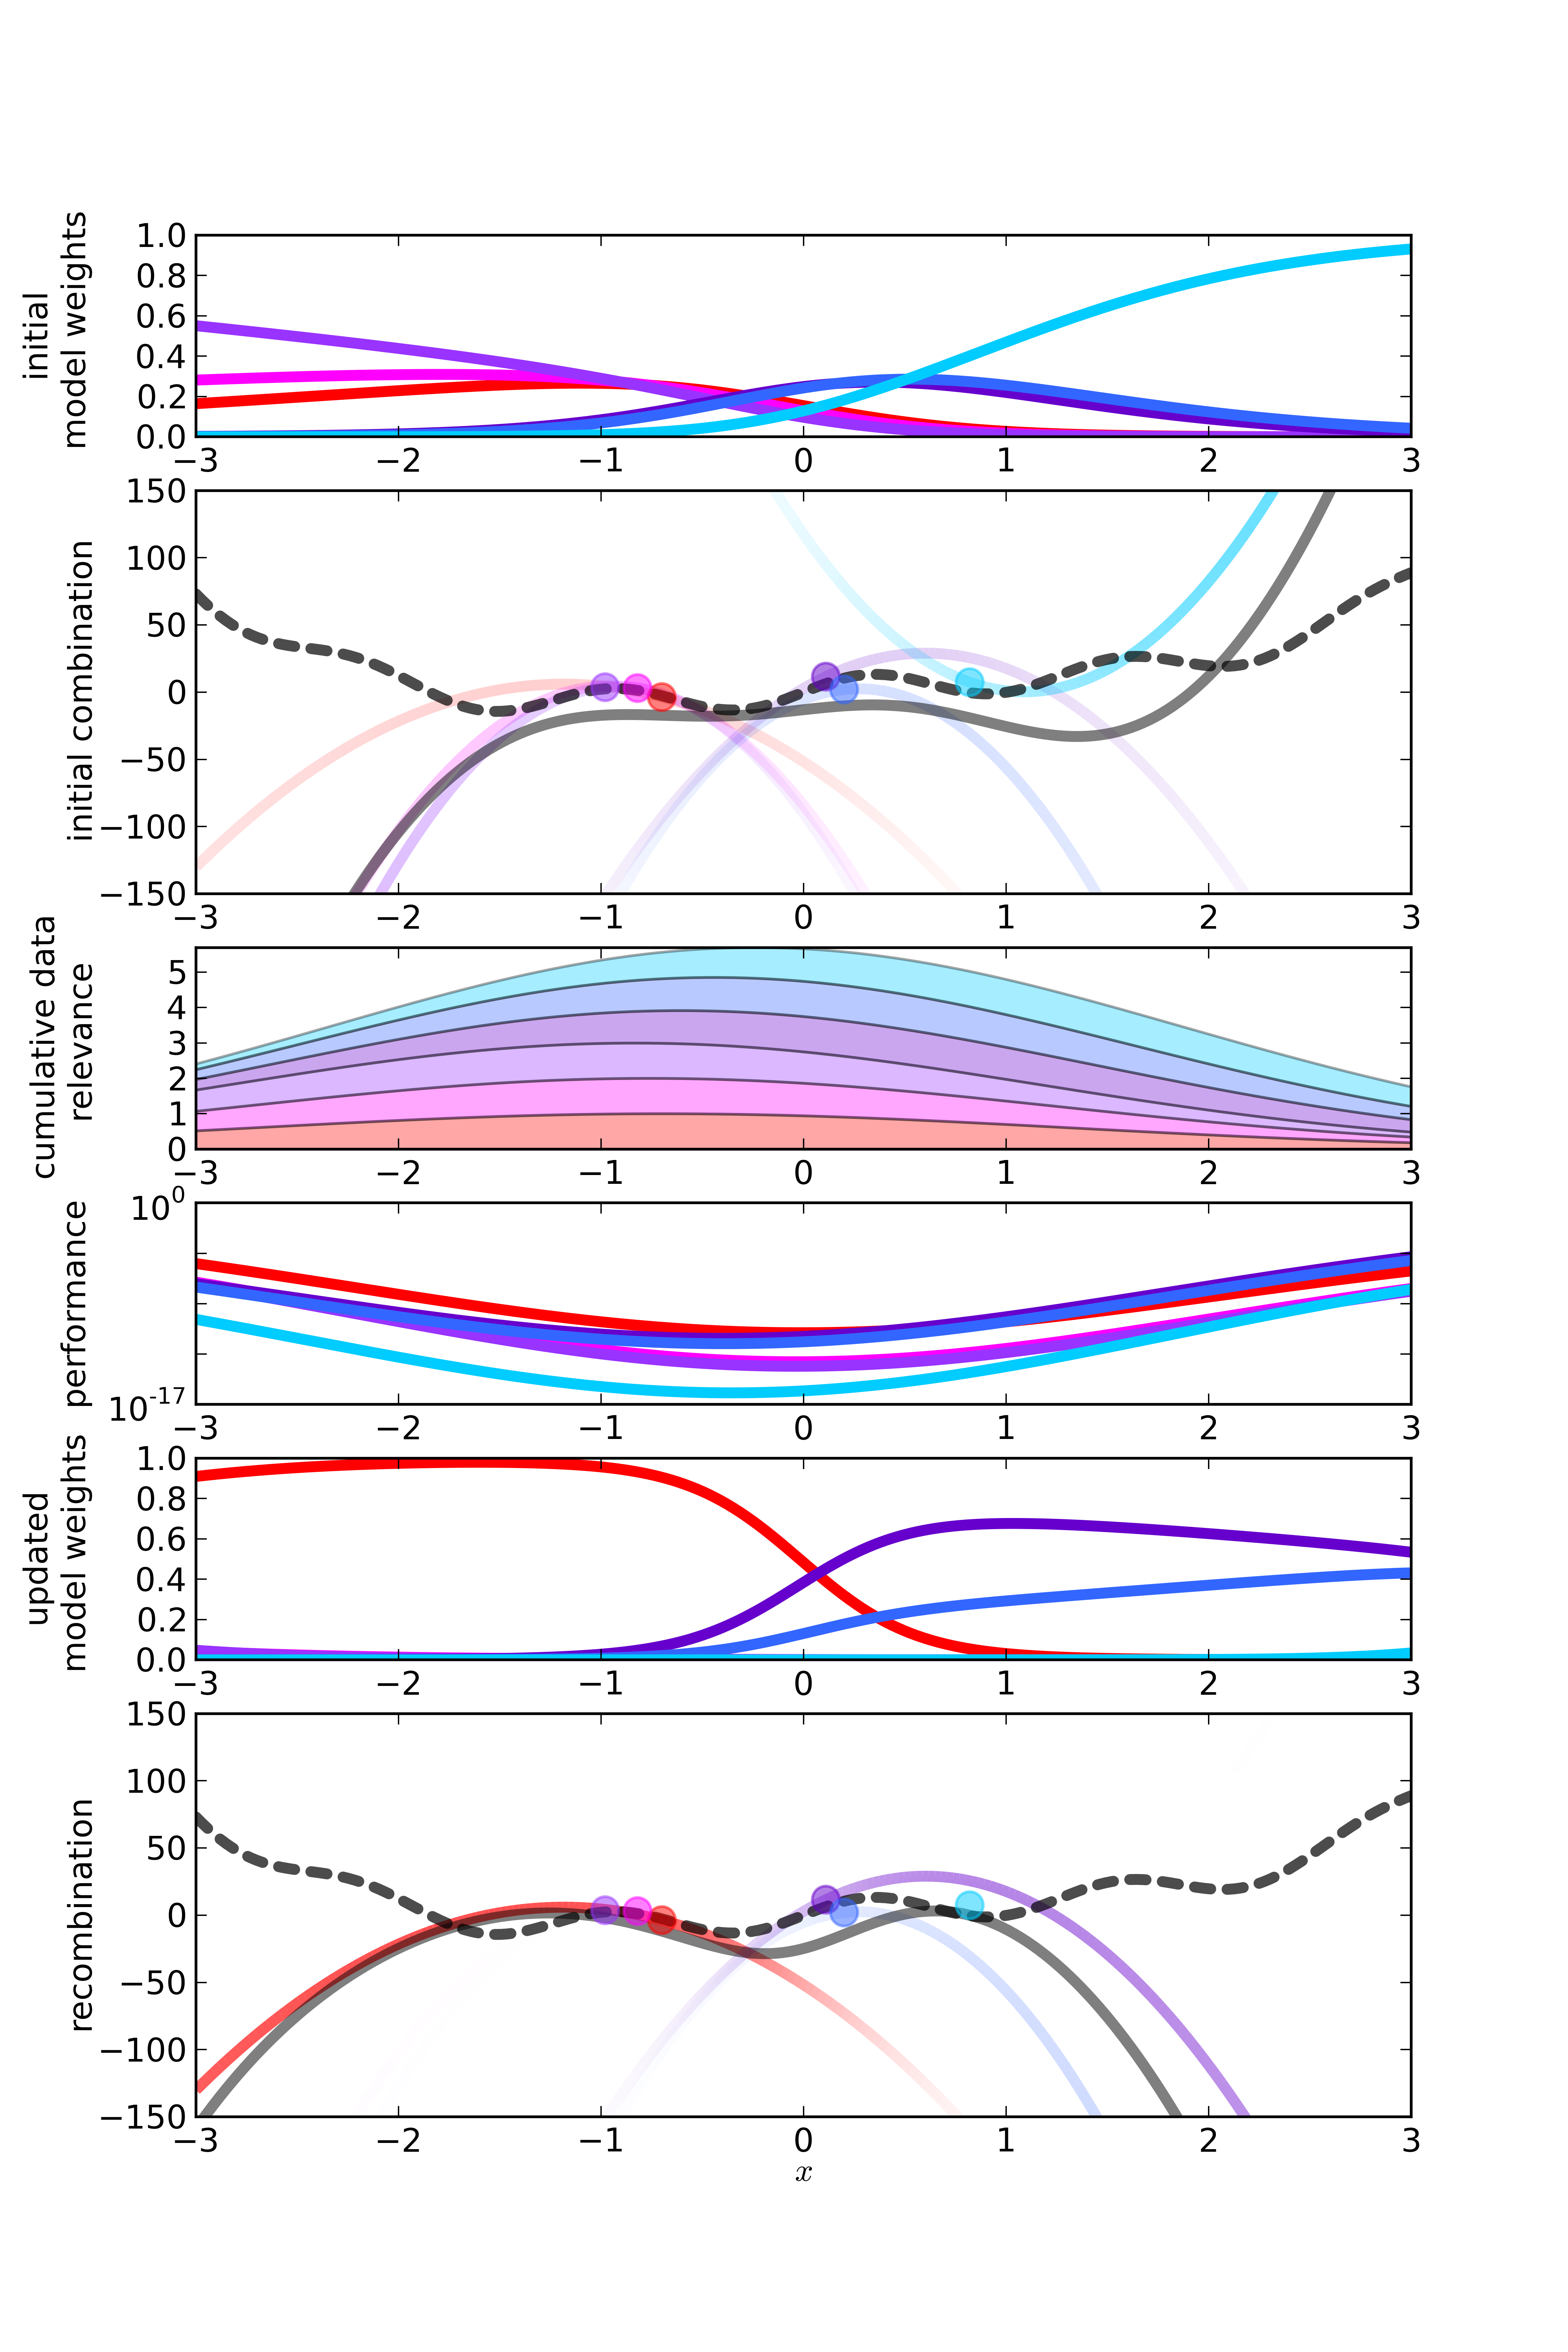 initial
model weights
1.0
0.8
0.6
0.4
0.2
0.0
−3 −2 −1 0 1 2 3
initial combination
150
100
50
0
−50
−100
−150
−3 −2 −1 0 1 2 3
cumulative data
relevance
5
4
3
2
1
0
−3 −2 −1 0 1 2 3
performance
10^0
10^-17
−3 −2 −1 0 1 2 3
updated
model weights
1.0
0.8
0.6
0.4
0.2
0.0
−3 −2 −1 0 1 2 3
recombination
150
100
50
0
−50
−100
−150
−3 −2 −1 0 1 2 3
x